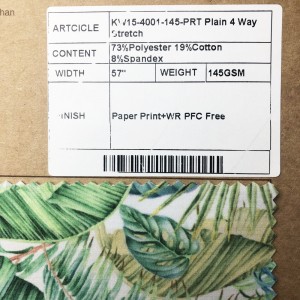 han
ARTCICLE K\/15-4001-145-PRT Plain 4 Way
Stretch
CONTENT 73%Polyester 19%Cotton
8%Spandex
WIDTH 57" WEIGHT 145GSM
INISH Paper Print+WR PFC Free